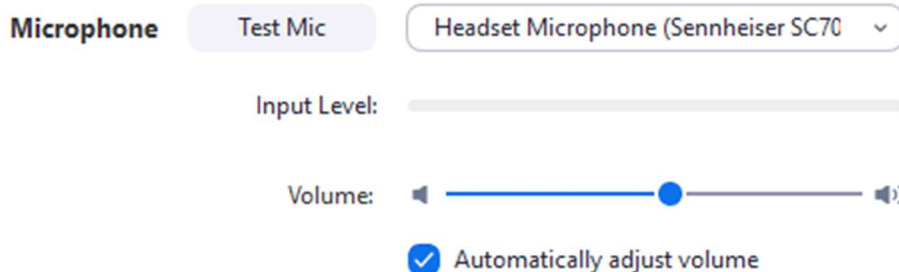 Microphone Test Mic Headset Microphone (Sennheiser SC70
Input Level:
Volume:
Automatically adjust volume